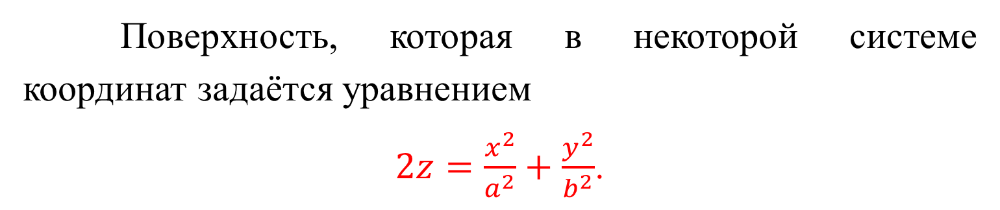 Поверхность, которая в некоторой системе
координат задаётся уравнением
2z = x²/a² + y²/b².